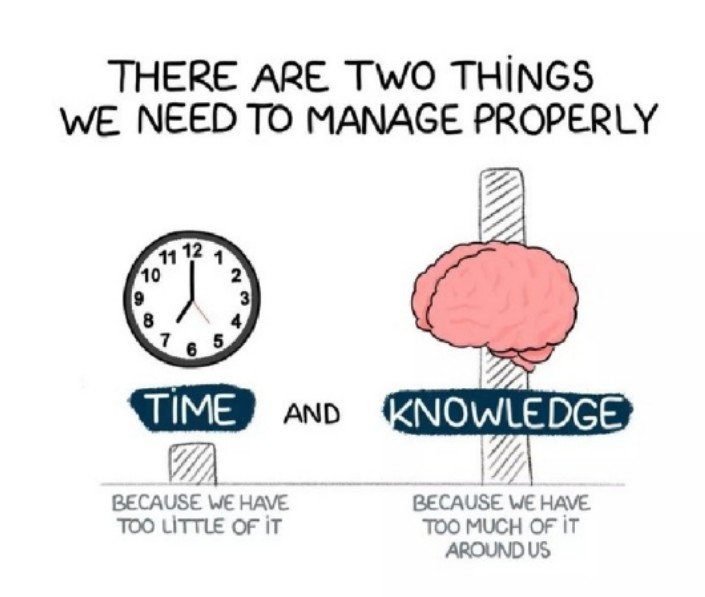 THERE ARE TWO THINGS
WE NEED TO MANAGE PROPERLY
11 12 1
10 2
9 3
8 4
7 6 5
TIME AND KNOWLEDGE
BECAUSE WE HAVE
TOO LITTLE OF IT
BECAUSE WE HAVE
TOO MUCH OF IT
AROUND US